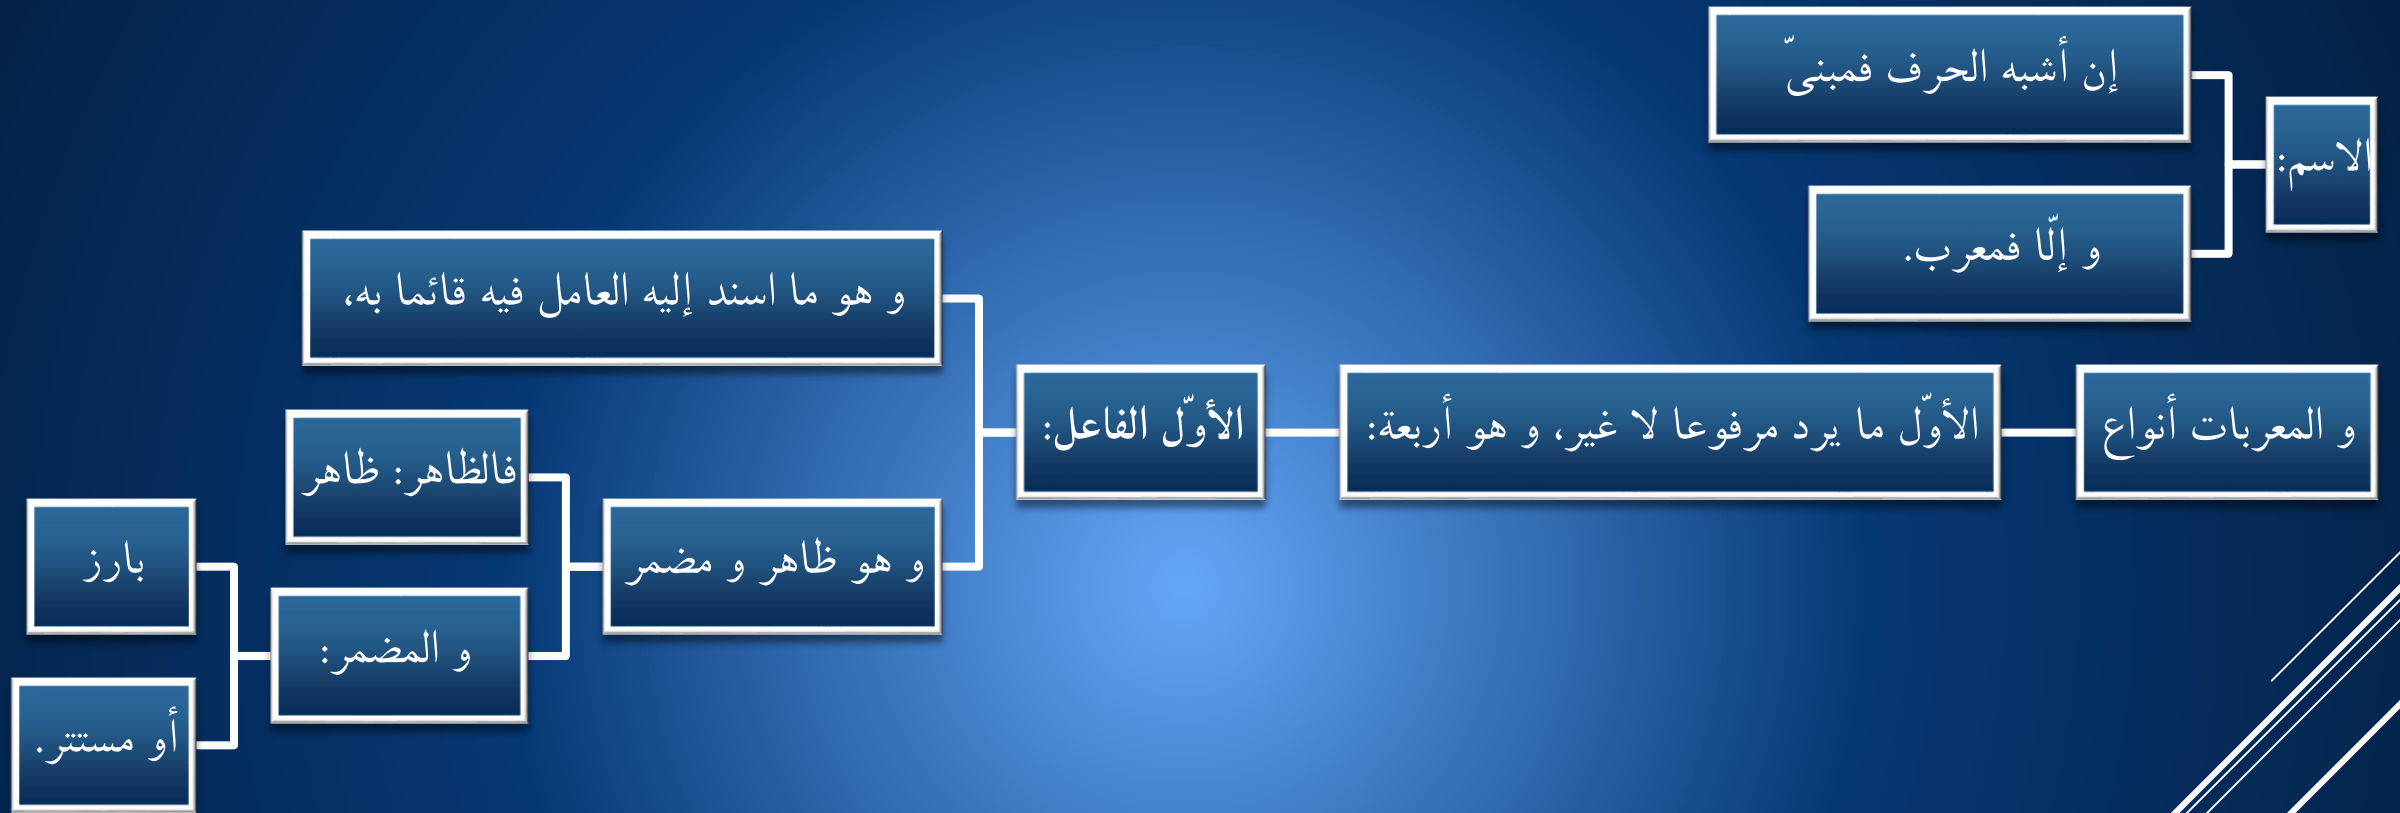 الاسم:
إن أشبه الحرف فمبنىّ
و إلّا فمعرب.
و المعربات أنواع
الأوّل ما يرد مرفوعا لا غير، و هو أربعة:
الأوّل الفاعل:
و هو ما اسند إليه العامل فيه قائما به،
و هو ظاهر و مضمر
فالظاهر: ظاهر
و المضمر:
بارز
أو مستتر.